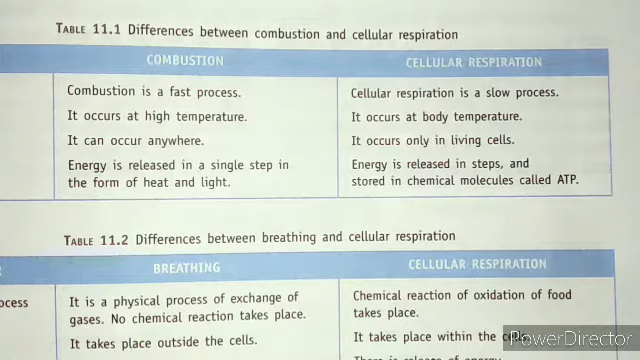 TABLE 11.1 Differences between combustion and cellular respiration
COMBUSTION CELLULAR RESPIRATION
Combustion is a fast process. Cellular respiration is a slow process.
It occurs at high temperature. It occurs at body temperature.
It can occur anywhere. It occurs only in living cells.
Energy is released in a single step in Energy is released in steps, and
the form of heat and light. stored in chemical molecules called ATP.
TABLE 11.2 Differences between breathing and cellular respiration
BREATHING CELLULAR RESPIRATION
ocess It is a physical process of exchange of Chemical reaction of oxidation of food
gases. No chemical reaction takes place. takes place.
It takes place outside the cells. It takes place within the cells.
PowerDirector